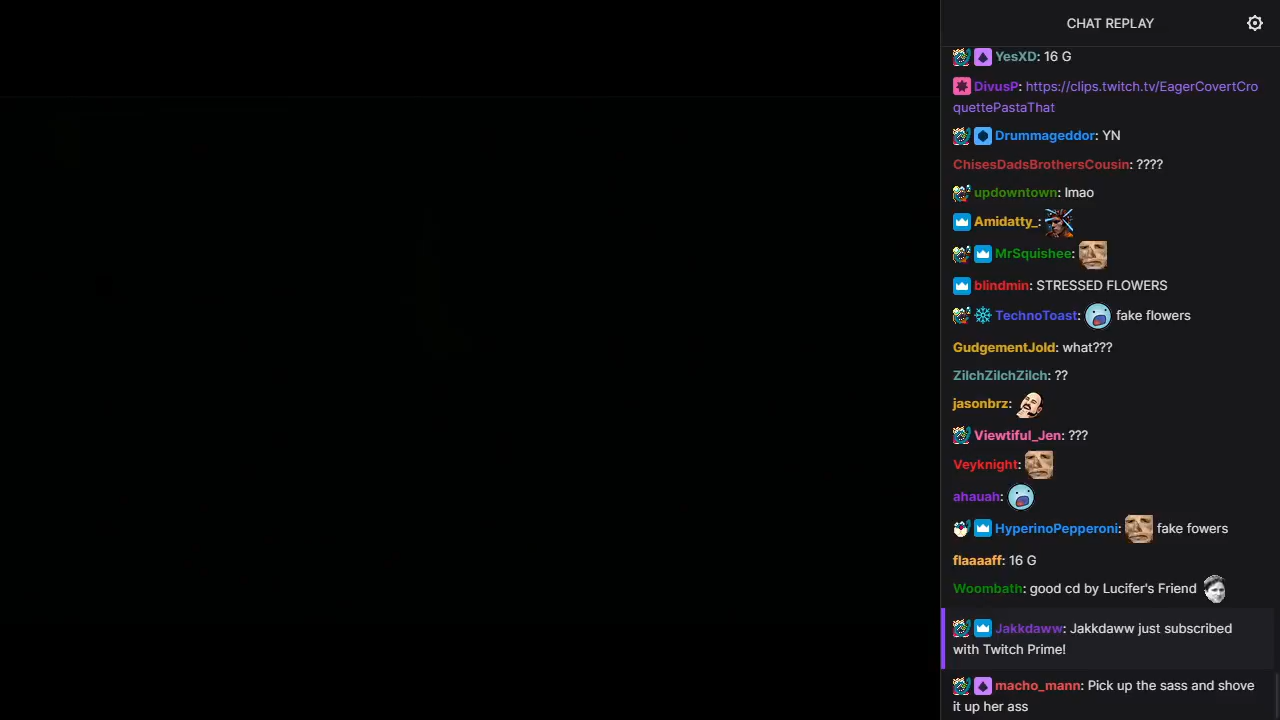 CHAT REPLAY
YesXD: 16 G
DivusP: https://clips.twitch.tv/EagerCovertCro
quettePastaThat
Drummageddor: YN
ChisesDadsBrothersCousin: ????
updowntown: lmao
Amidatty_:
MrSquishee:
blindmin: STRESSED FLOWERS
TechnoToast: fake flowers
GudgementJold: what???
ZilchZilchZilch: ??
jasonbrz:
Viewtiful_Jen: ???
Veyknight:
ahauah:
HyperinoPepperoni: fake fowers
flaaaaff: 16 G
Woombath: good cd by Lucifer's Friend
Jakkdaww: Jakkdaww just subscribed
with Twitch Prime!
macho_mann: Pick up the sass and shove
it up her ass